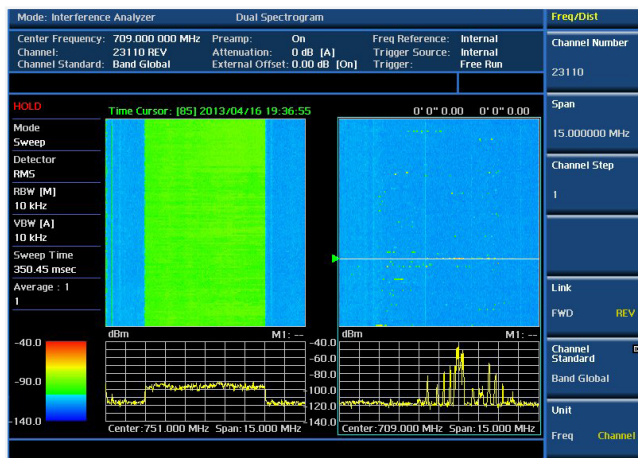 Mode: Interference Analyzer Dual Spectrogram Freq/Dist
Center Frequency: 709.000 000 MHz Preamp: On Freq Reference: Internal
Channel: 23110 REV Attenuation: 0 dB [A] Trigger Source: Internal
Channel Standard: Band Global External Offset: 0.00 dB [On] Trigger: Free Run
Channel Number
23110
HOLD
Time Cursor: [85] 2013/04/16 19:36:55 0' 0" 0.00 0' 0" 0.00
Mode
Sweep
Detector
RMS
RBW [M]
10 kHz
VBW [A]
10 kHz
Sweep Time
350.45 msec
Average : 1
1
Span
15.000000 MHz
Channel Step
1
Link
FWD REV
Channel Standard
Band Global
Unit
Freq Channel
-40.0
-90.0
-140.0
dBm M1: --
-40.0
-60.0
-80.0
-100.0
-120.0
-140.0
dBm M1: --
Center:751.000 MHz Span:15.000 MHz
Center:709.000 MHz Span:15.000 MHz